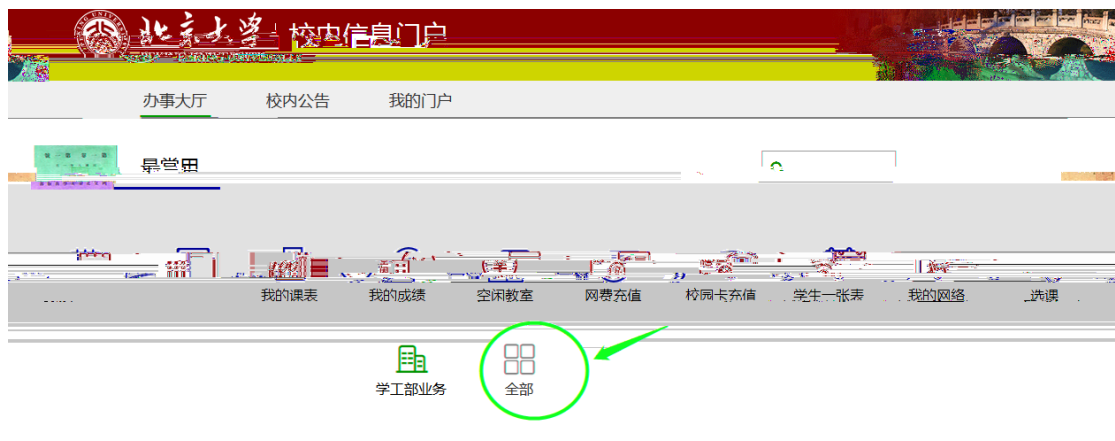 北京大学 校内信息门户
办事大厅 校内公告 我的门户
最常用
我的课表 我的成绩 空闲教室 网费充值 校园卡充值 学生一张表 我的网络 选课
学工部业务 全部